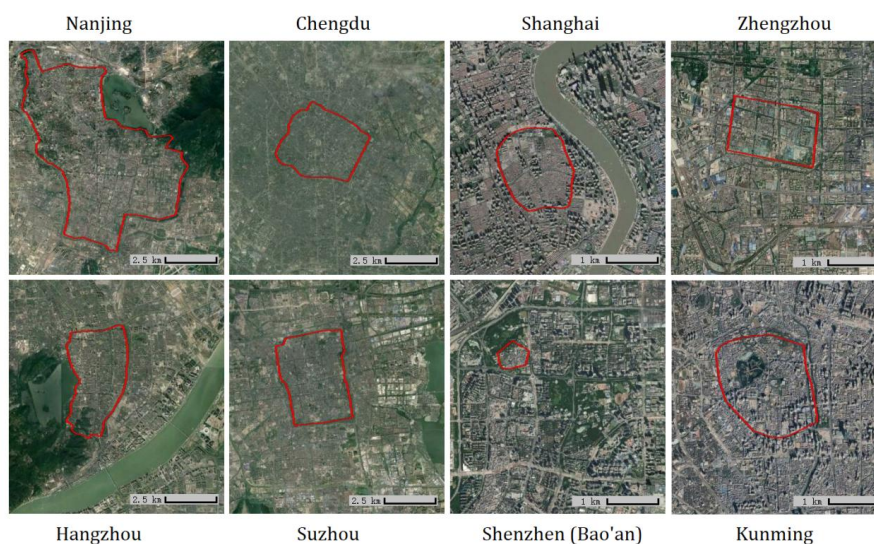 Nanjing
Chengdu
Shanghai
Zhengzhou
2.5 km
2.5 km
1 km
1 km
2.5 km
2.5 km
1 km
1 km
Hangzhou
Suzhou
Shenzhen (Bao'an)
Kunming